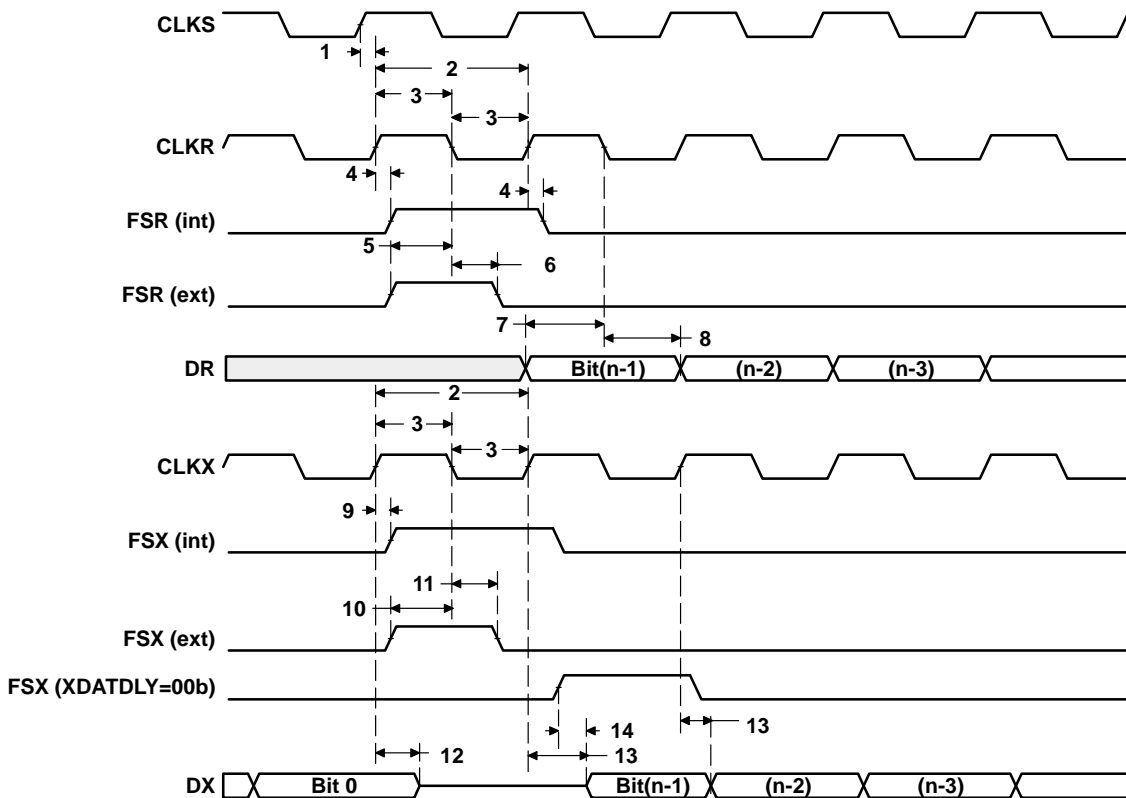 CLKS
1
2
3
3
CLKR
4
4
FSR (int)
5
6
FSR (ext)
7
8
DR Bit(n-1) (n-2) (n-3)
2
3
3
CLKX
9
FSX (int)
11
10
FSX (ext)
FSX (XDATDLY=00b)
14
13
12
13
DX Bit 0 Bit(n-1) (n-2) (n-3)